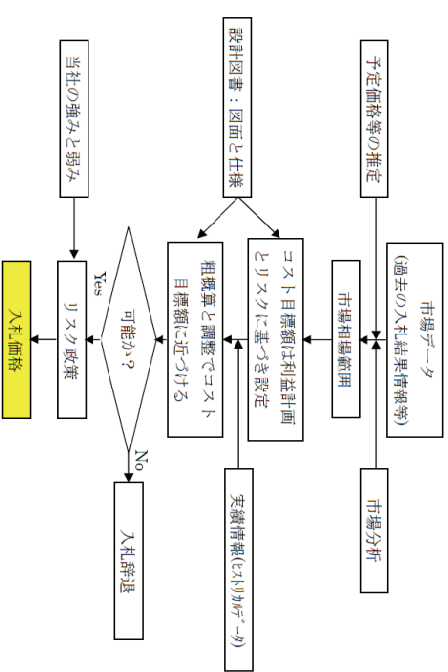 市場データ
(過去の入札結果情報等)
予定価格等の推定
市場分析
市場相場範囲
設計図書：図面と仕様
コスト目標額は利益計画
とリスクに基づき設定
実績情報(ﾋｽﾄﾘｶﾙﾃﾞｰﾀ)
粗概算と調整でコスト
目標額に近づける
可能か？
No
入札辞退
Yes
当社の強みと弱み
リスク政策
入札価格